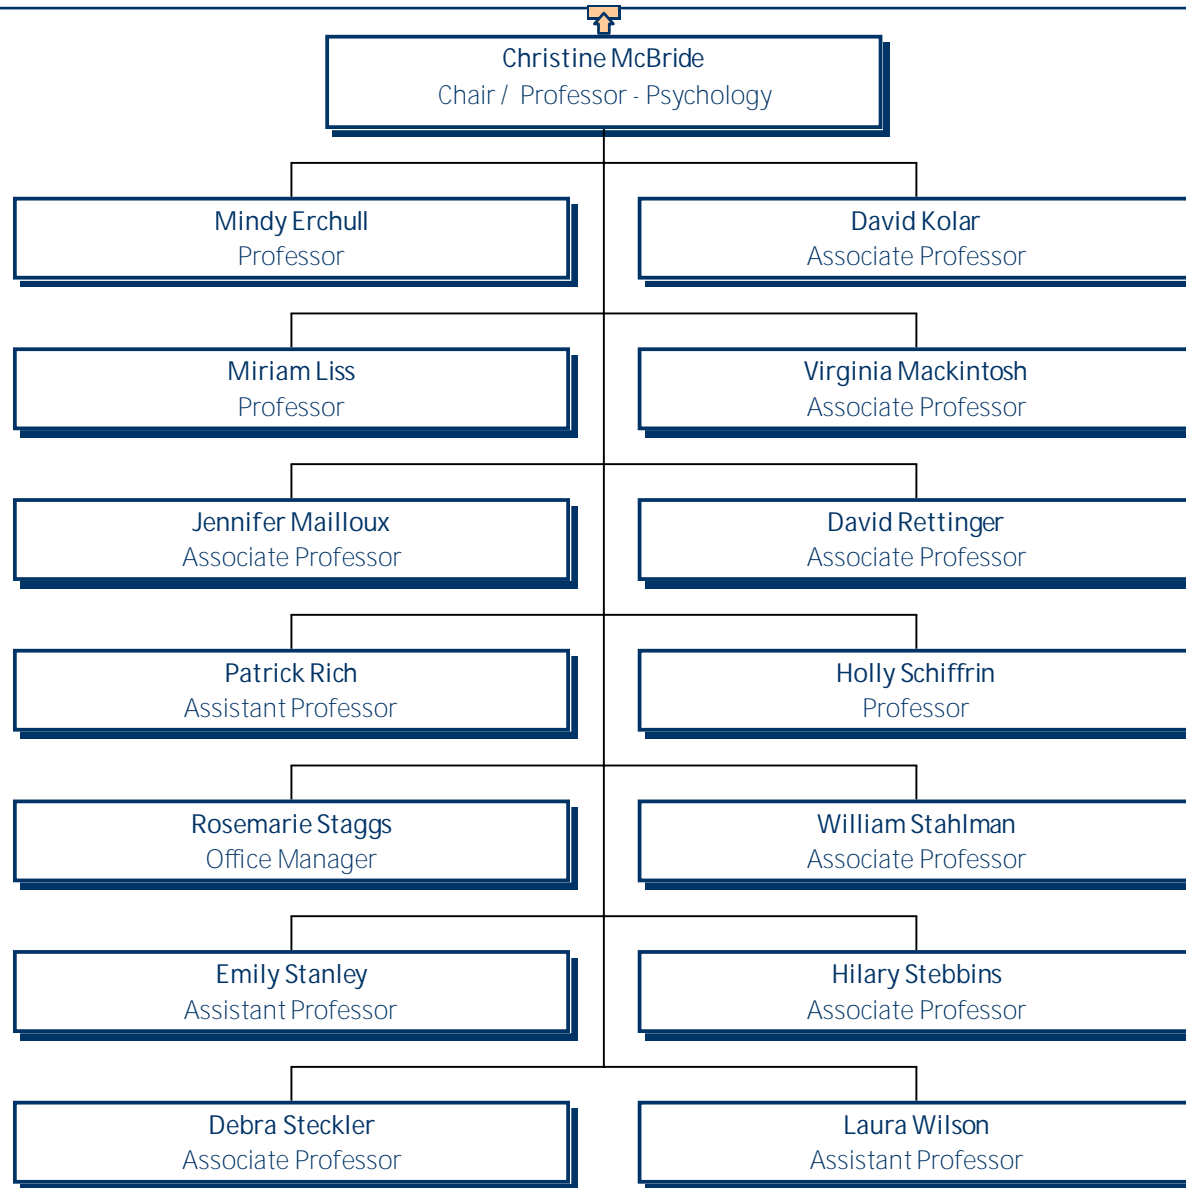 Christine McBride
Chair / Professor - Psychology
Mindy Erchull
Professor
David Kolar
Associate Professor
Miriam Liss
Professor
Virginia Mackintosh
Associate Professor
Jennifer Mailloux
Associate Professor
David Rettinger
Associate Professor
Patrick Rich
Assistant Professor
Holly Schiffrin
Professor
Rosemarie Staggs
Office Manager
William Stahlman
Associate Professor
Emily Stanley
Assistant Professor
Hilary Stebbins
Associate Professor
Debra Steckler
Associate Professor
Laura Wilson
Assistant Professor